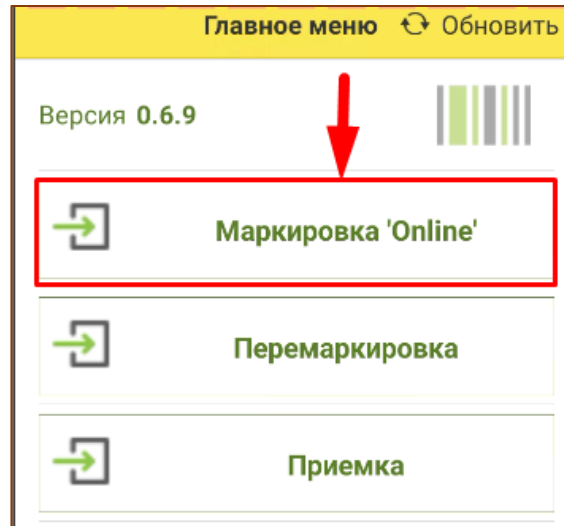 Главное меню Обновить
Версия 0.6.9
Маркировка 'Online'
Перемаркировка
Приемка